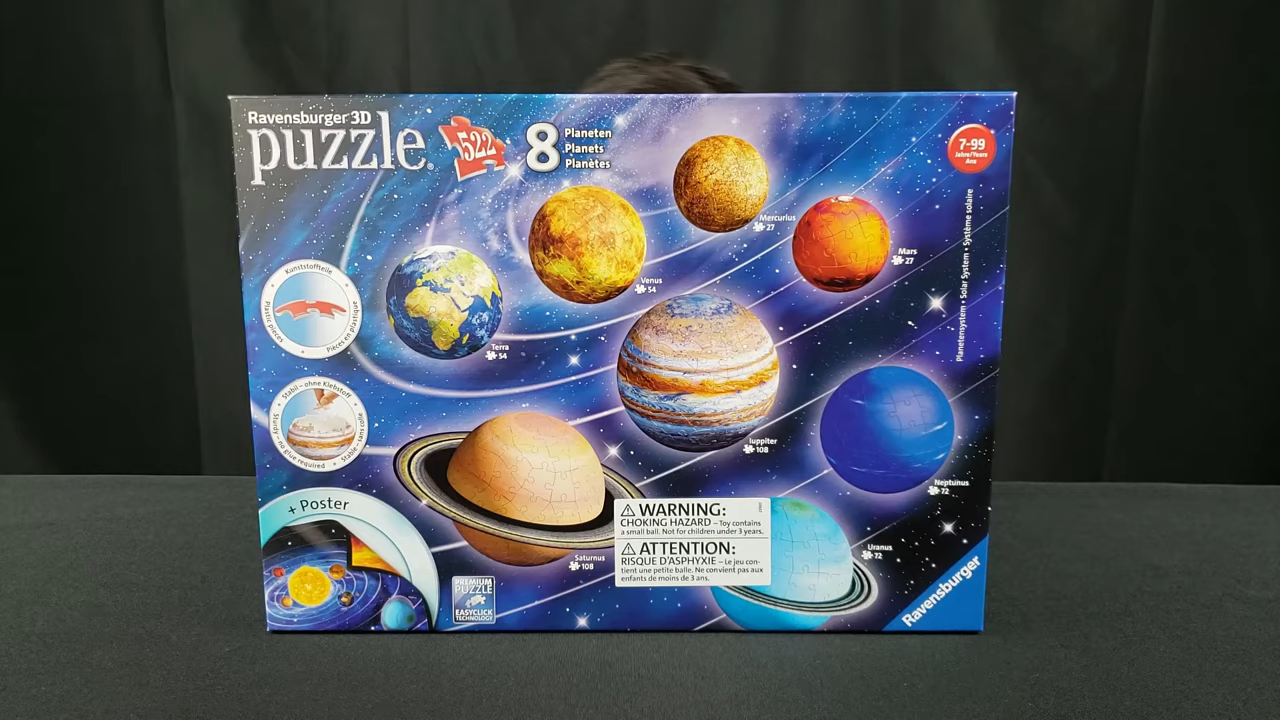 Ravensburger 3D
puzzle®
522
8
Planeten
Planets
Planètes
7-99
Jahre/Years
Ans
Planetensystem • Solar System • Système solaire
Mercurius
27
Mars
27
Venus
54
Terra
54
Kunststoffteile
Plastic pieces
Pièces en plastique
Stabil – ohne Klebstoff
Sturdy – no glue required
Stable – sans colle
Iuppiter
108
Neptunus
72
Saturnus
108
Uranus
72
+ Poster
WARNING:
CHOKING HAZARD – Toy contains
a small ball. Not for children under 3 years.
ATTENTION:
RISQUE D'ASPHYXIE – Le jeu con-
tient une petite balle. Ne convient pas aux
enfants de moins de 3 ans.
PREMIUM
PUZZLE
EASYCLICK
TECHNOLOGY
Ravensburger